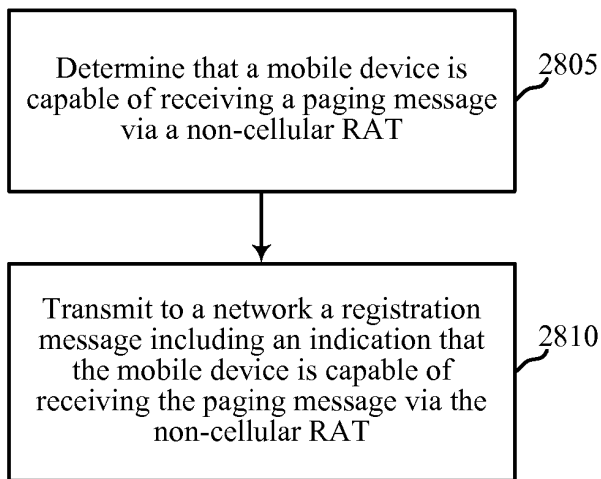 Determine that a mobile device is
capable of receiving a paging message
via a non-cellular RAT
2805
Transmit to a network a registration
message including an indication that
the mobile device is capable of
receiving the paging message via the
non-cellular RAT
2810